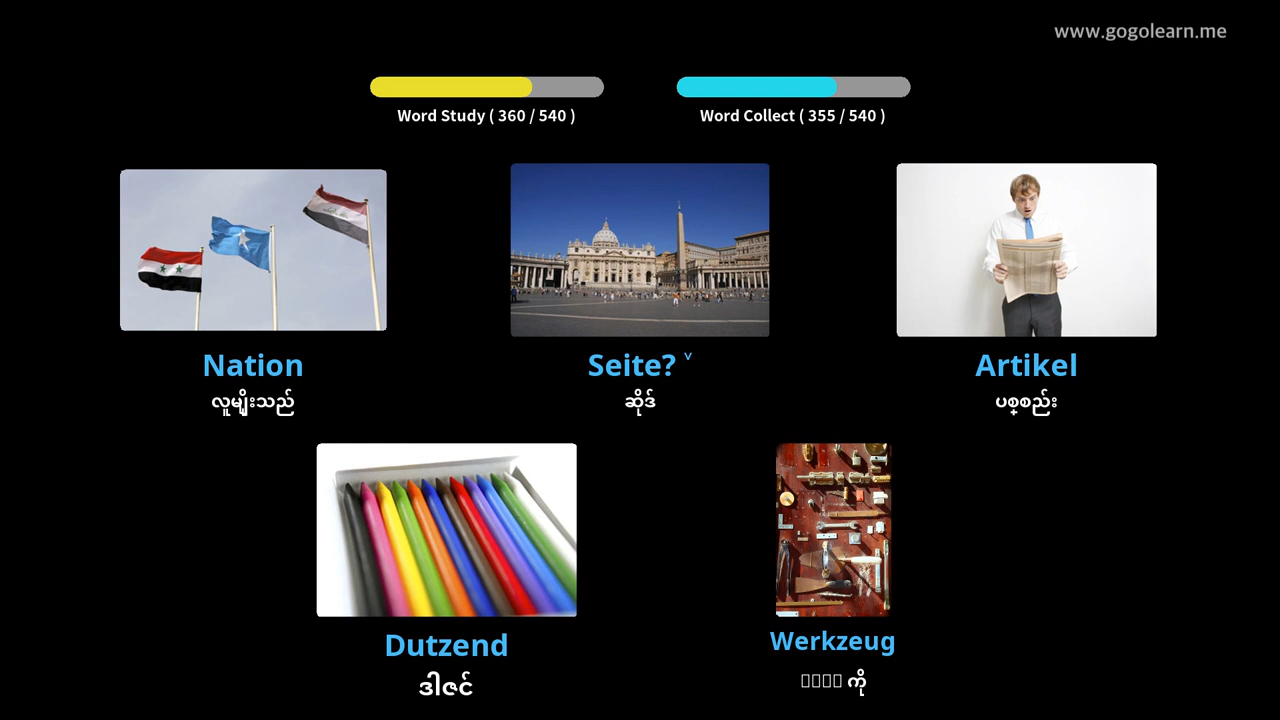 www.gogolearn.me
Word Study ( 360 / 540 )
Word Collect ( 355 / 540 )
Nation
လူမျိုးသည်
Seite? ˅
ဆိုဒ်
Artikel
ပစ္စည်း
Dutzend
ဒါဇင်
Werkzeug
ကို